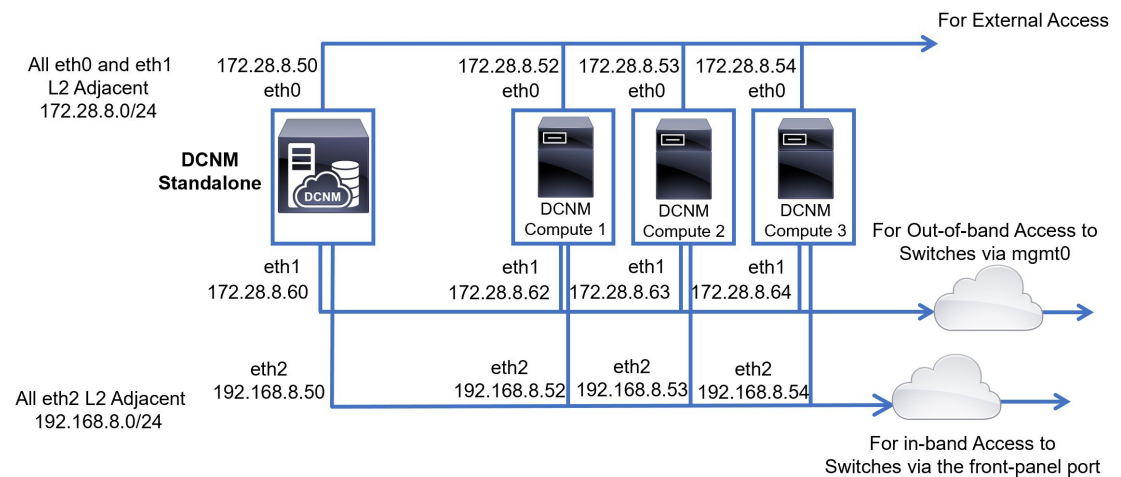 For External Access
All eth0 and eth1
L2 Adjacent
172.28.8.0/24
172.28.8.50
eth0
172.28.8.52
eth0
172.28.8.53
eth0
172.28.8.54
eth0
DCNM
Standalone
DCNM
DCNM
Compute 1
DCNM
Compute 2
DCNM
Compute 3
For Out-of-band Access to
Switches via mgmt0
eth1
172.28.8.60
eth1
172.28.8.62
eth1
172.28.8.63
eth1
172.28.8.64
All eth2 L2 Adjacent
192.168.8.0/24
eth2
192.168.8.50
eth2
192.168.8.52
eth2
192.168.8.53
eth2
192.168.8.54
For in-band Access to
Switches via the front-panel port